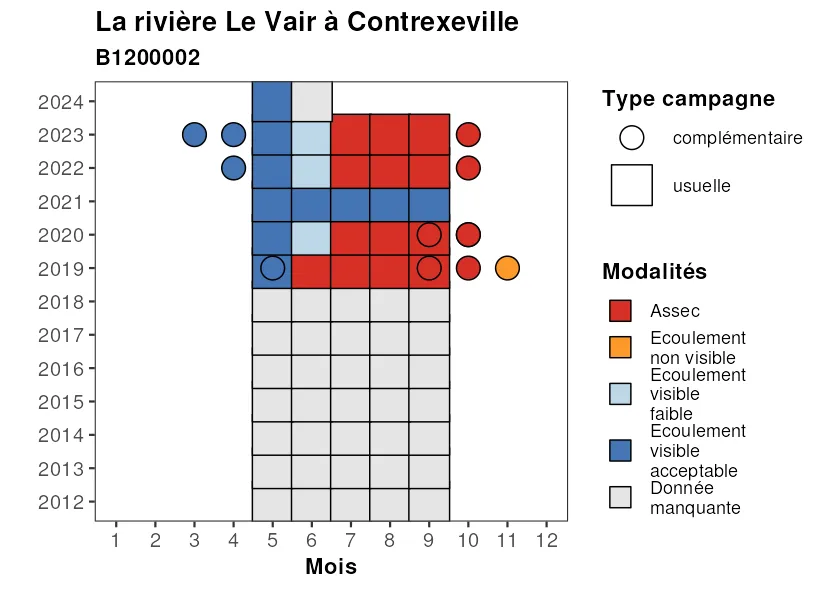 La rivière Le Vair à Contrexeville
B1200002
2024
2023
2022
2021
2020
2019
2018
2017
2016
2015
2014
2013
2012
1 2 3 4 5 6 7 8 9 10 11 12
Mois
Type campagne
complémentaire
usuelle
Modalités
Assec
Ecoulement
non visible
Ecoulement
visible
faible
Ecoulement
visible
acceptable
Donnée
manquante